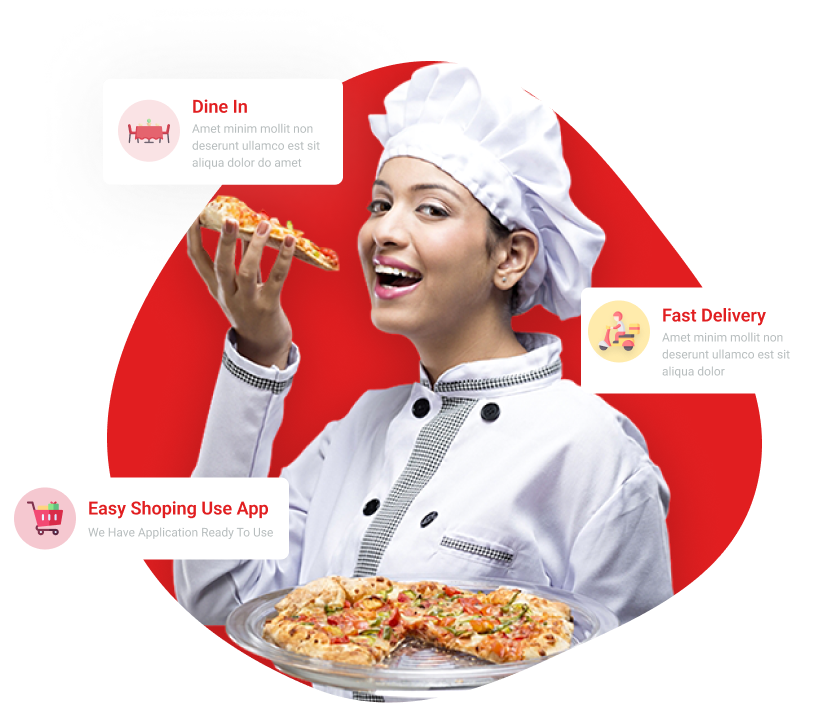 Dine In
Amet minim mollit non
deserunt ullamco est sit
aliqua dolor do amet
Fast Delivery
Amet minim mollit non
deserunt ullamco est sit
aliqua dolor
Easy Shoping Use App
We Have Application Ready To Use